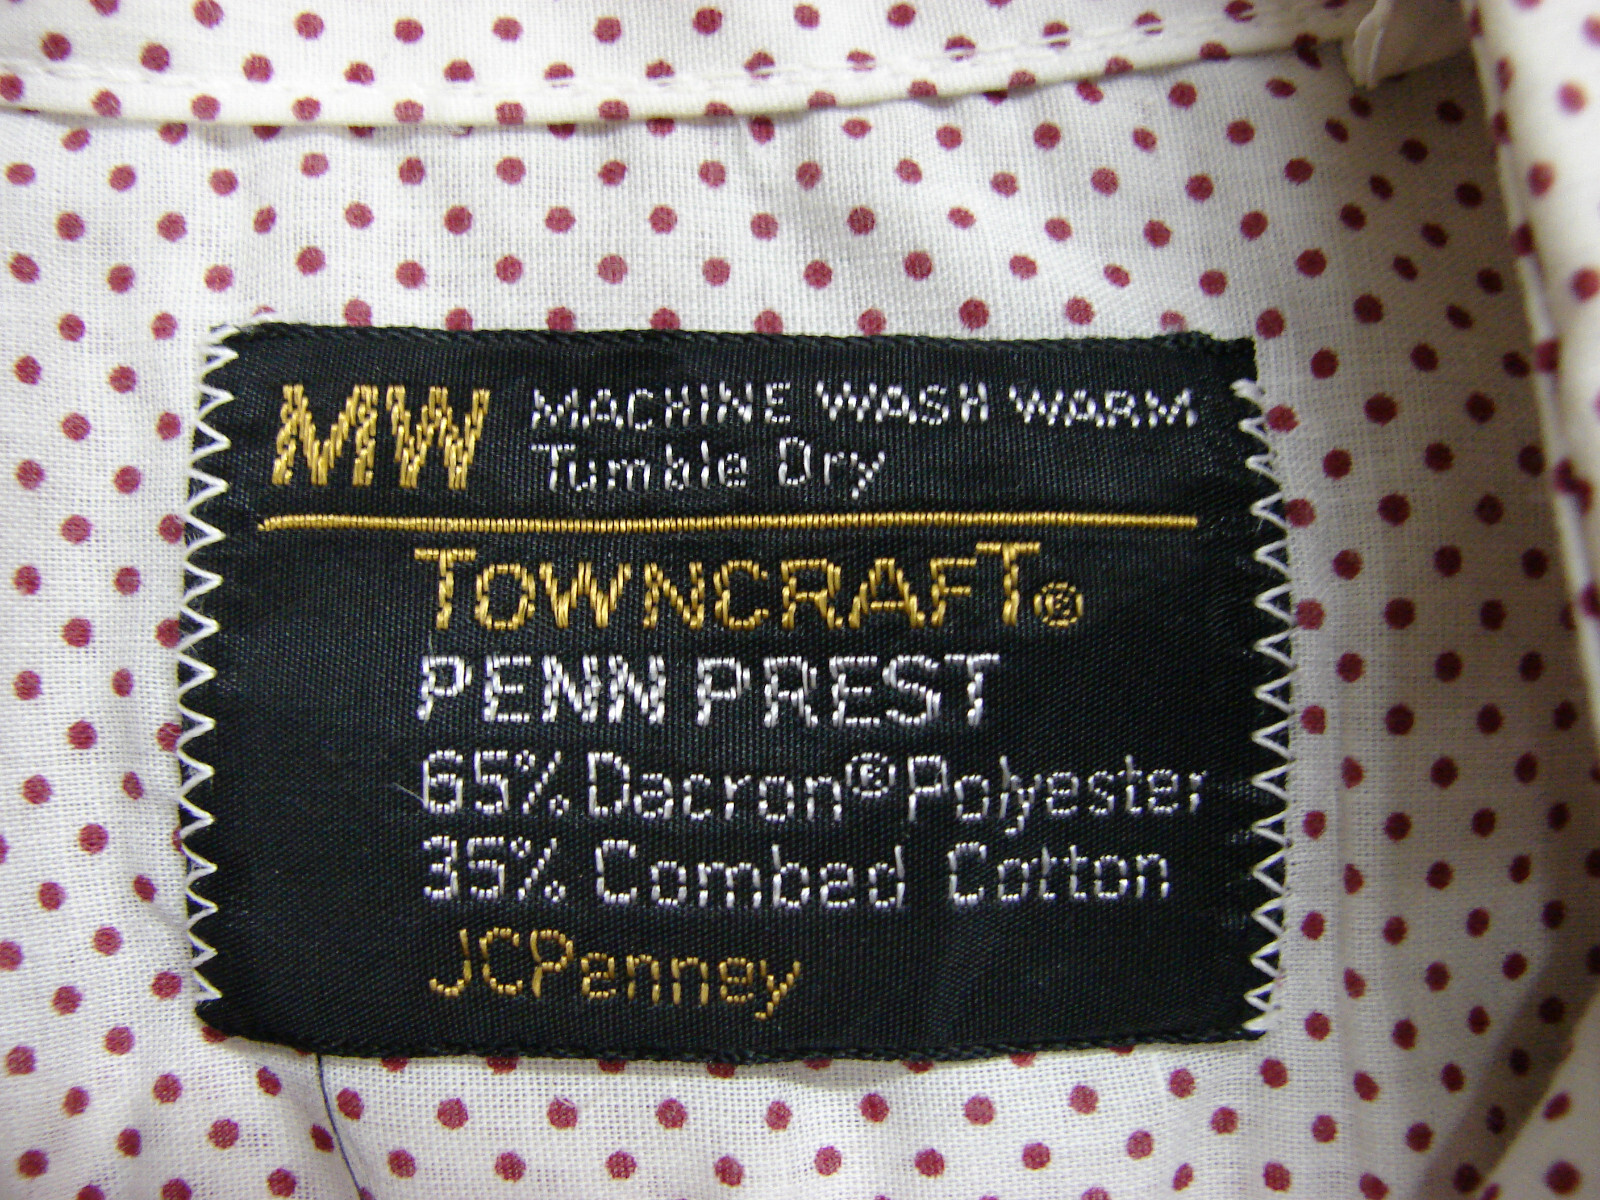 MW MACHINE WASH WARM
Tumble Dry
TOWNCRAFT®
PENN PREST
65% Dacron® Polyester
35% Combed Cotton
JCPenney